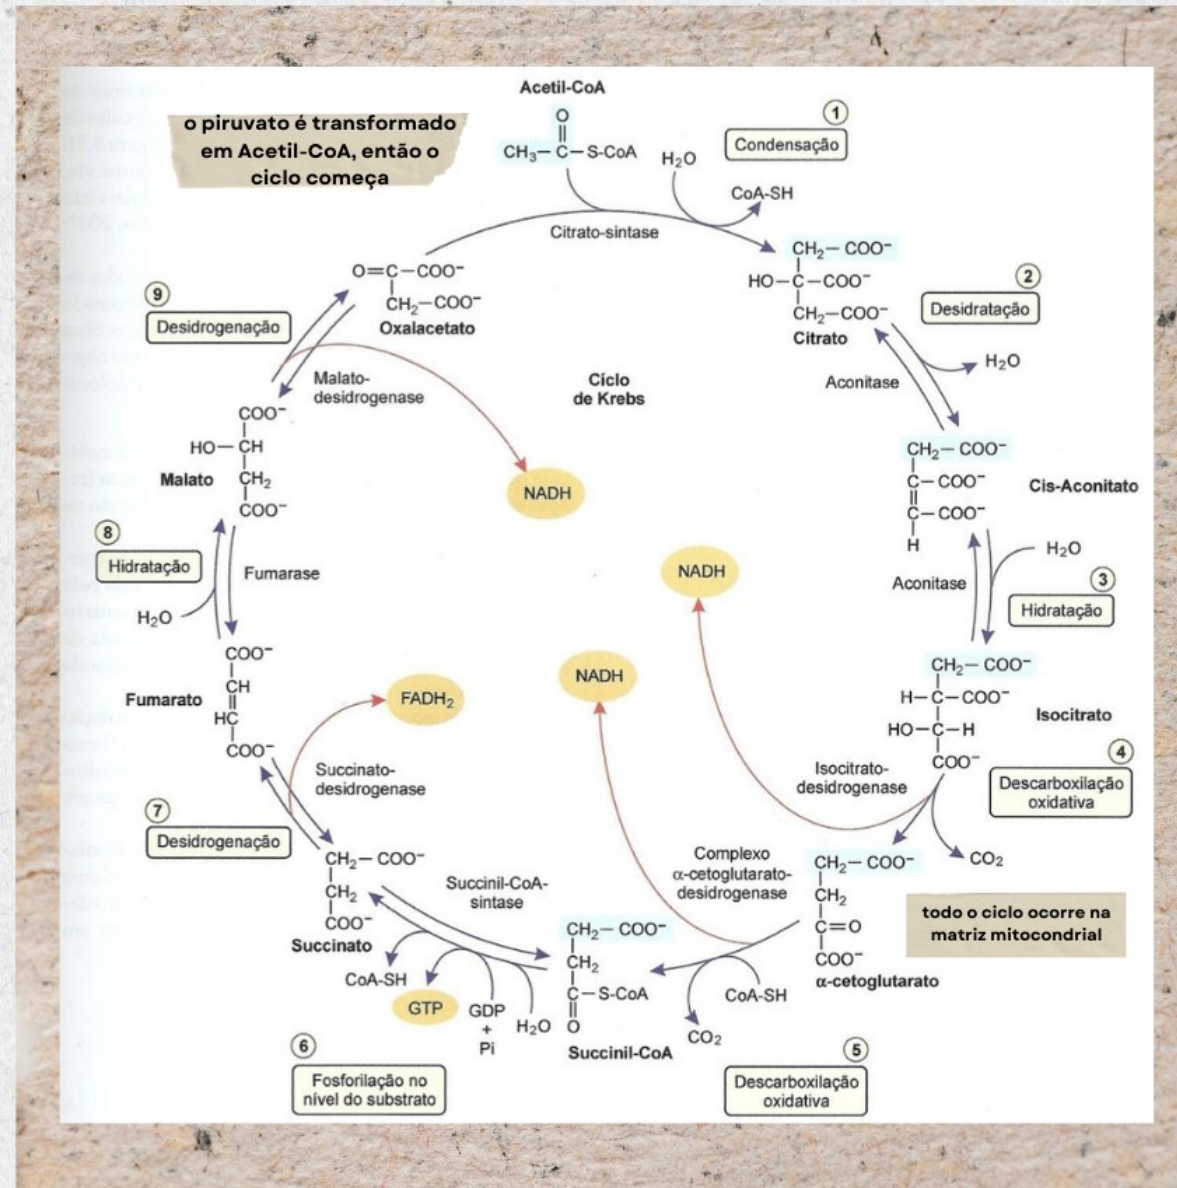 Acetil-CoA
o piruvato é transformado
em Acetil-CoA, então o
ciclo começa
O
CH₃—C—S-CoA
H₂O
1
Condensação
CoA-SH
Citrato-sintase
CH₂—COO⁻
HO—C—COO⁻
CH₂—COO⁻
Citrato
2
Desidratação
H₂O
Aconitase
CH₂—COO⁻
C—COO⁻
C—COO⁻
H
Cis-Aconitato
H₂O
Aconitase
3
Hidratação
CH₂—COO⁻
H—C—COO⁻
HO—C—H
COO⁻
Isocitrato
4
Descarboxilação
oxidativa
Isocitrato-
desidrogenase
NADH
CO₂
CH₂—COO⁻
CH₂
C=O
COO⁻
α-cetoglutarato
todo o ciclo ocorre na
matriz mitocondrial
Complexo
α-cetoglutarato-
desidrogenase
NADH
CoA-SH
CO₂
5
Descarboxilação
oxidativa
CH₂—COO⁻
CH₂
C—S-CoA
O
Succinil-CoA
Succinil-CoA-
sintase
H₂O
GDP
+
Pi
GTP
CoA-SH
6
Fosforilação no
nível do substrato
CH₂—COO⁻
CH₂
COO⁻
Succinato
7
Desidrogenação
Succinato-
desidrogenase
FADH₂
COO⁻
CH
HC
COO⁻
Fumarato
8
Hidratação
H₂O
Fumarase
COO⁻
HO—CH
CH₂
COO⁻
Malato
9
Desidrogenação
Malato-
desidrogenase
NADH
O=C—COO⁻
CH₂—COO⁻
Oxalacetato
Ciclo
de Krebs